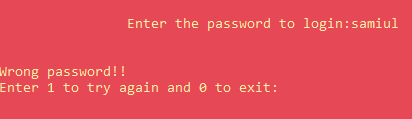 Enter the password to login:samiul
Wrong password!!
Enter 1 to try again and 0 to exit: